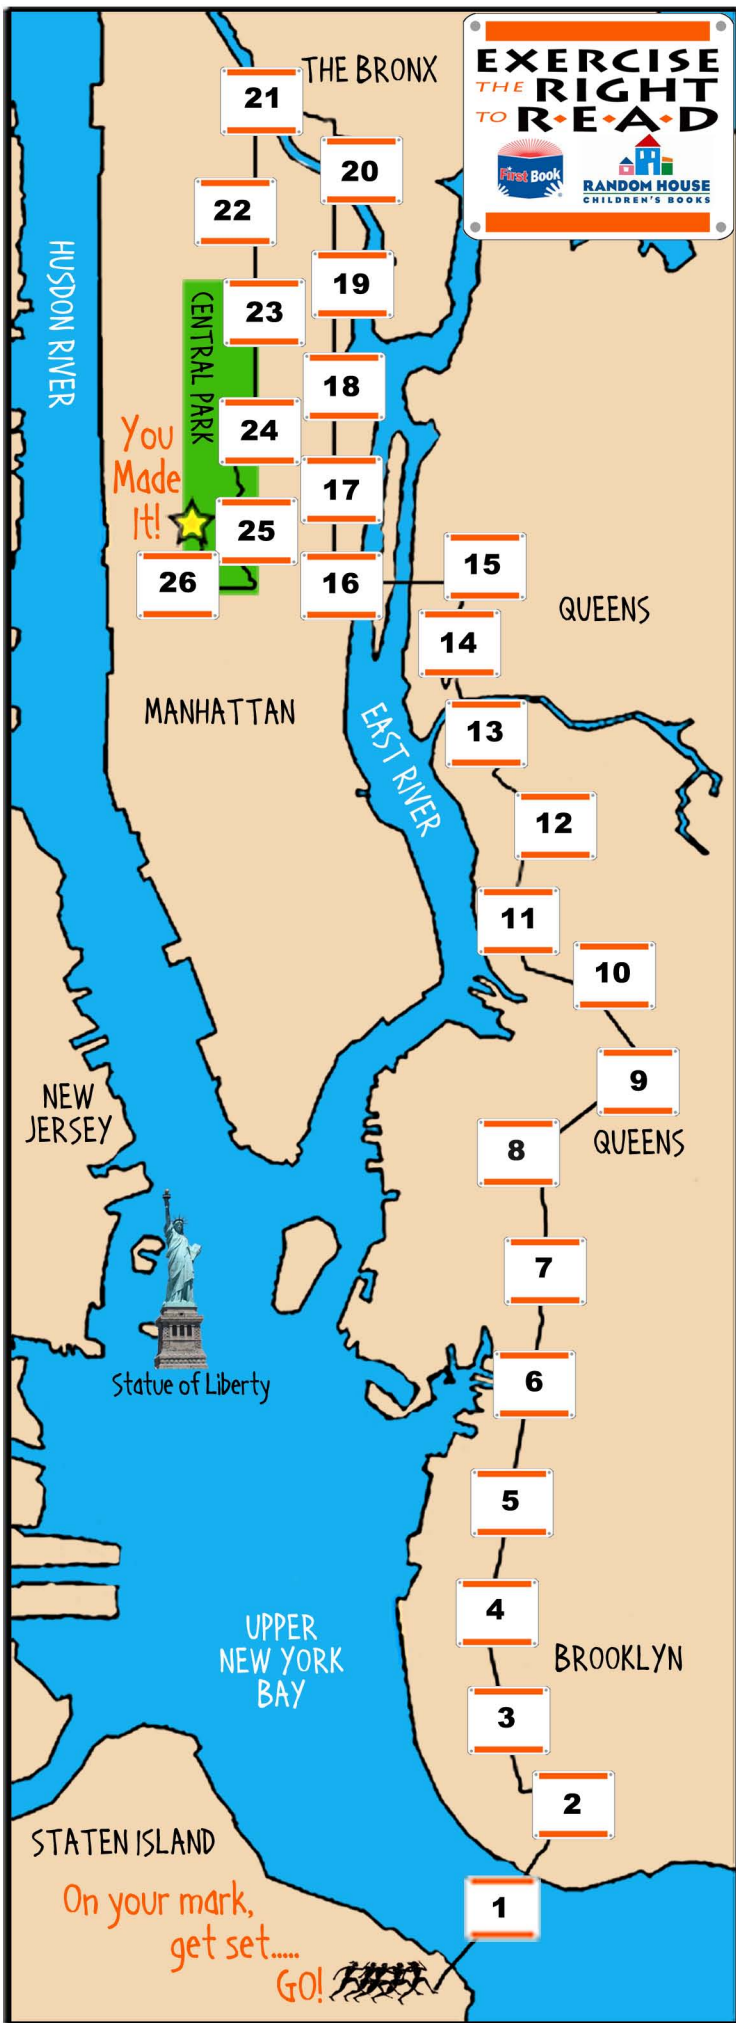 EXERCISE
THE RIGHT
TO R•E•A•D
First Book
RANDOM HOUSE
CHILDREN'S BOOKS
THE BRONX
21
20
22
19
HUSDON RIVER
CENTRAL PARK
23
18
24
You
Made
It!
17
25
15
26
16
QUEENS
14
MANHATTAN
EAST RIVER
13
12
11
10
9
NEW
JERSEY
8
QUEENS
7
6
Statue of Liberty
5
4
UPPER
NEW YORK
BAY
BROOKLYN
3
2
STATEN ISLAND
On your mark,
get set.....
GO!
1